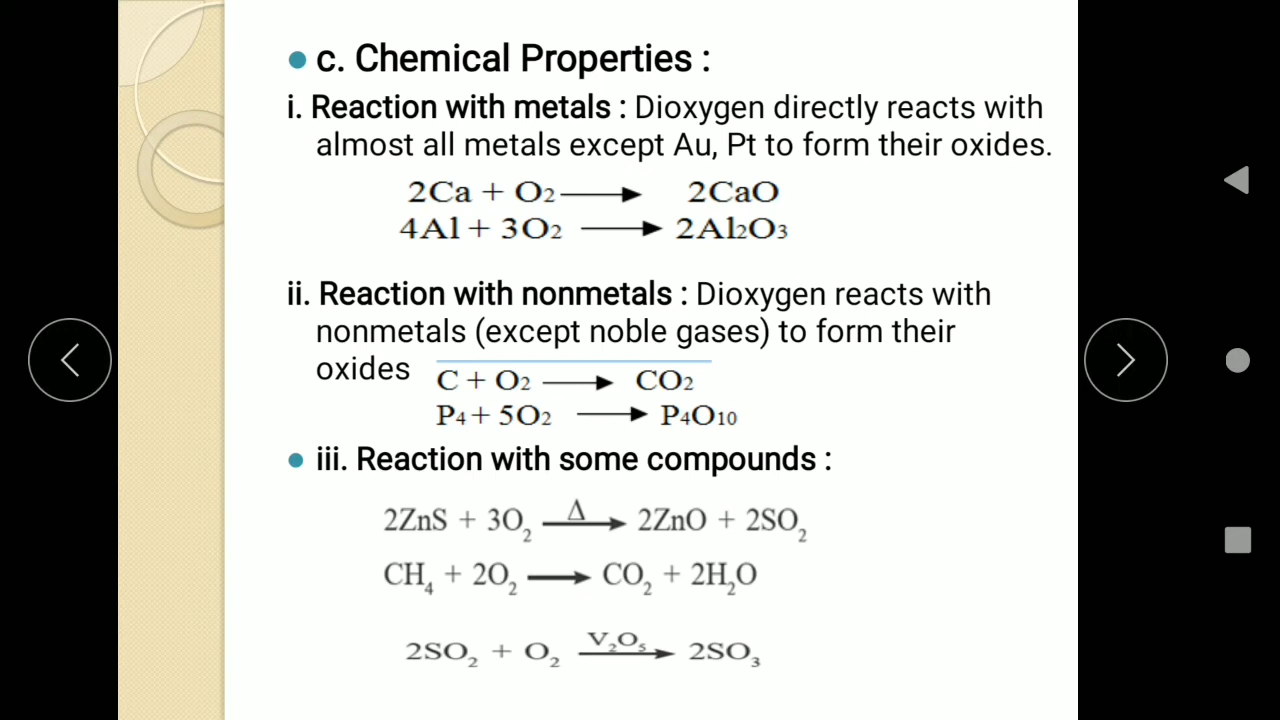 c. Chemical Properties :
i. Reaction with metals : Dioxygen directly reacts with
almost all metals except Au, Pt to form their oxides.
2Ca + O2 ⟶ 2CaO
4Al + 3O2 ⟶ 2Al2O3
ii. Reaction with nonmetals : Dioxygen reacts with
nonmetals (except noble gases) to form their
oxides
C + O2 ⟶ CO2
P4 + 5O2 ⟶ P4O10
iii. Reaction with some compounds :
2ZnS + 3O₂ —Δ→ 2ZnO + 2SO₂
CH₄ + 2O₂ ⟶ CO₂ + 2H₂O
2SO₂ + O₂ —V₂O₅→ 2SO₃